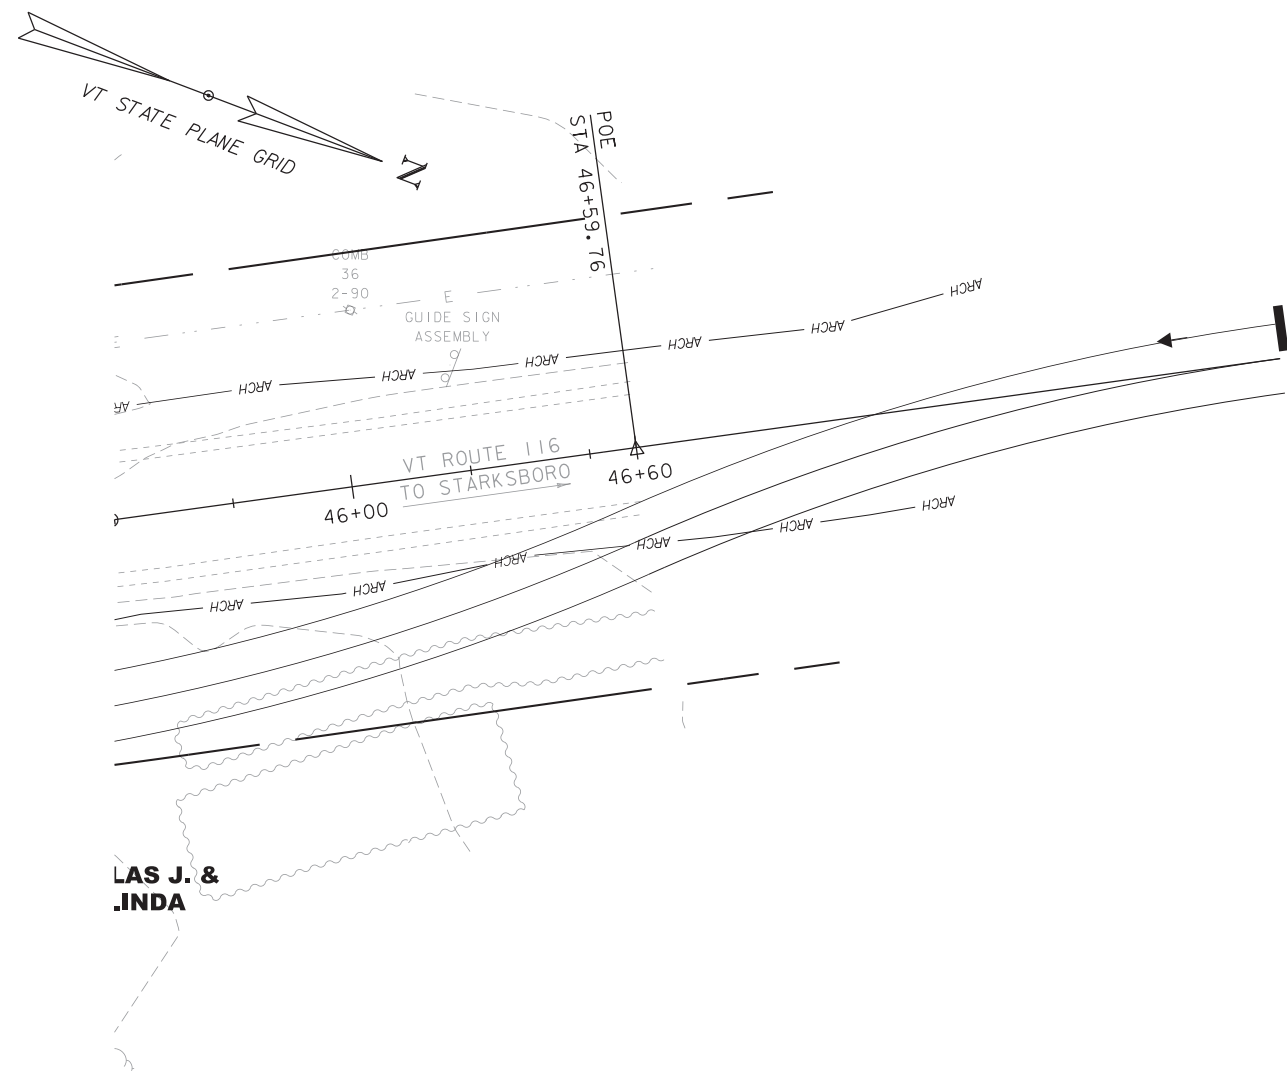 VT STATE PLANE GRID
N
POE
STA 46+59.76
COMB
36
2-90
E
E
GUIDE SIGN
ASSEMBLY
ARCH
ARCH
ARCH
ARCH
ARCH
ARCH
AR
VT ROUTE 116
TO STARKSBORO
46+00
46+60
ARCH
ARCH
ARCH
ARCH
ARCH
ARCH
LAS J. &
LINDA